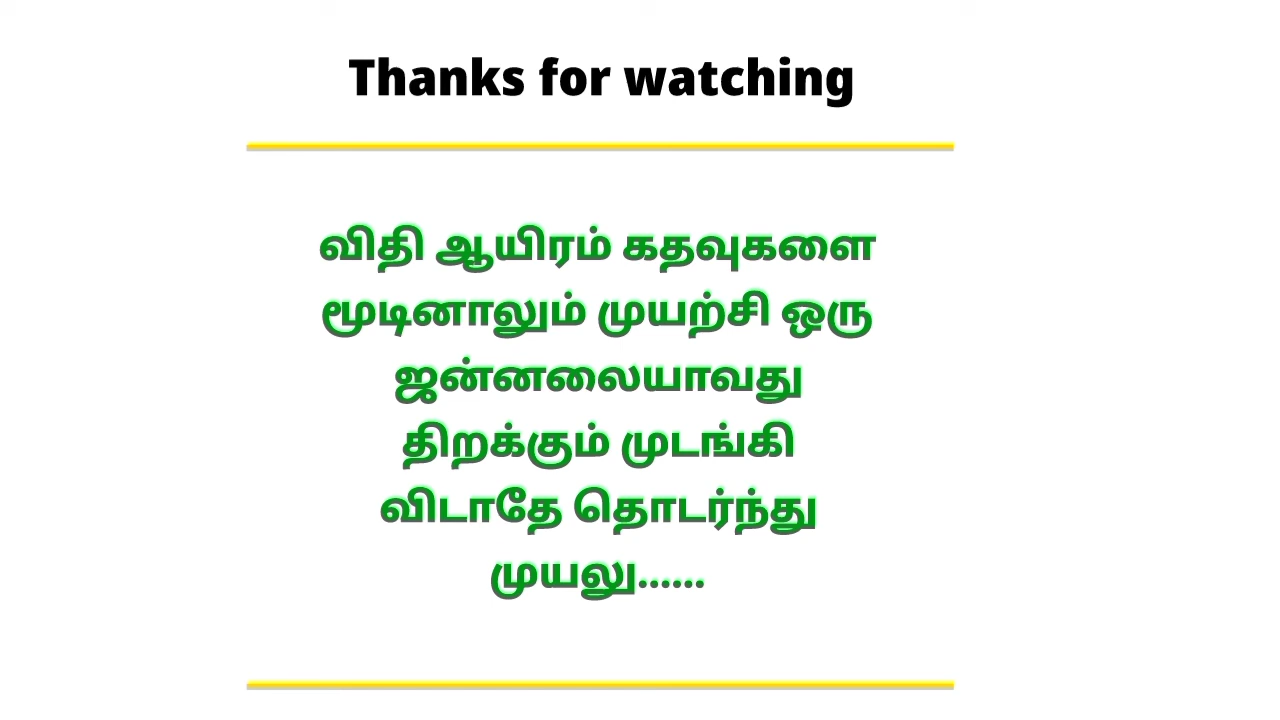 Thanks for watching
விதி ஆயிரம் கதவுகளை
மூடினாலும் முயற்சி ஒரு
ஜன்னலையாவது
திறக்கும் முடங்கி
விடாதே தொடர்ந்து
முயலு......